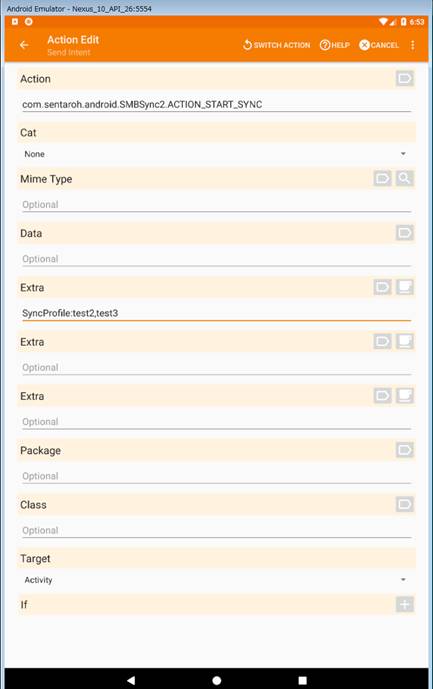 Android Emulator - Nexus_10_API_26:5554
6:53
Action Edit
SWITCH ACTION HELP CANCEL
Send Intent
Action
com.sentaroh.android.SMBSync2.ACTION_START_SYNC
Cat
None
Mime Type
Optional
Data
Optional
Extra
SyncProfile:test2,test3
Extra
Optional
Extra
Optional
Package
Optional
Class
Optional
Target
Activity
If